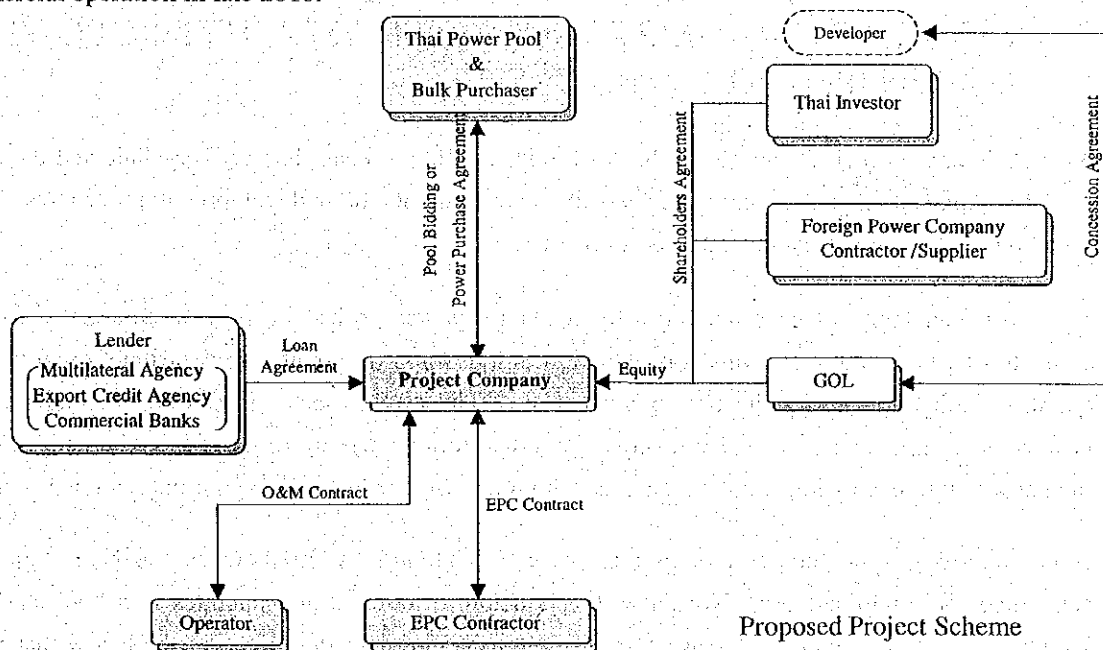 Thai Power Pool
&
Bulk Purchaser
Developer
Thai Investor
Foreign Power Company
Contractor /Supplier
GOL
Concession Agreement
Shareholders Agreement
Pool Bidding or
Power Purchase Agreement
Lender
Multilateral Agency
Export Credit Agency
Commercial Banks
Loan
Agreement
Project Company
Equity
O&M Contract
EPC Contract
Operator
EPC Contractor
Proposed Project Scheme